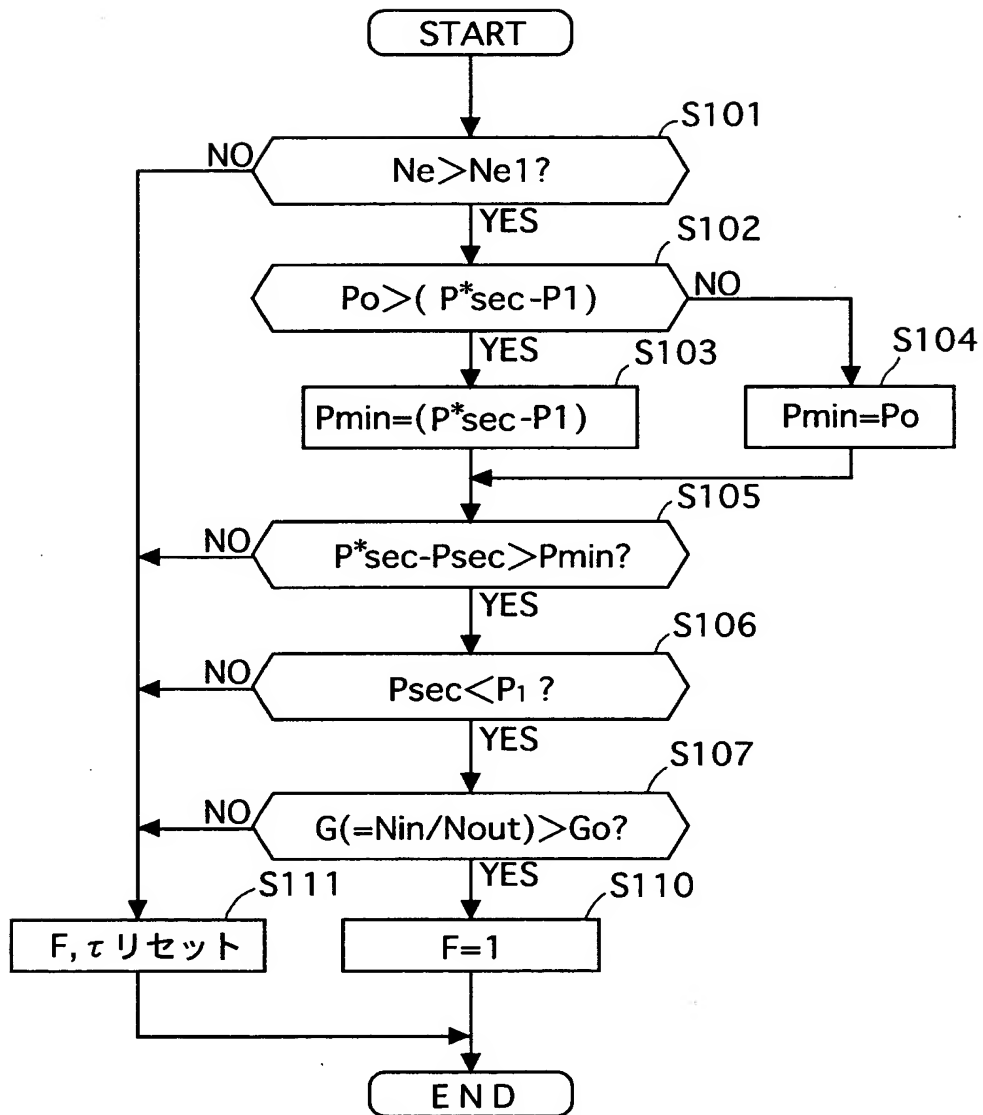 START
S101
NO
Ne>Ne1?
YES
S102
Po>( P*sec-P1)
NO
YES
S103
S104
Pmin=(P*sec-P1)
Pmin=Po
S105
NO
P*sec-Psec>Pmin?
YES
S106
NO
Psec<P1 ?
YES
S107
NO
G(=Nin/Nout)>Go?
YES
S111
S110
F,τリセット
F=1
END